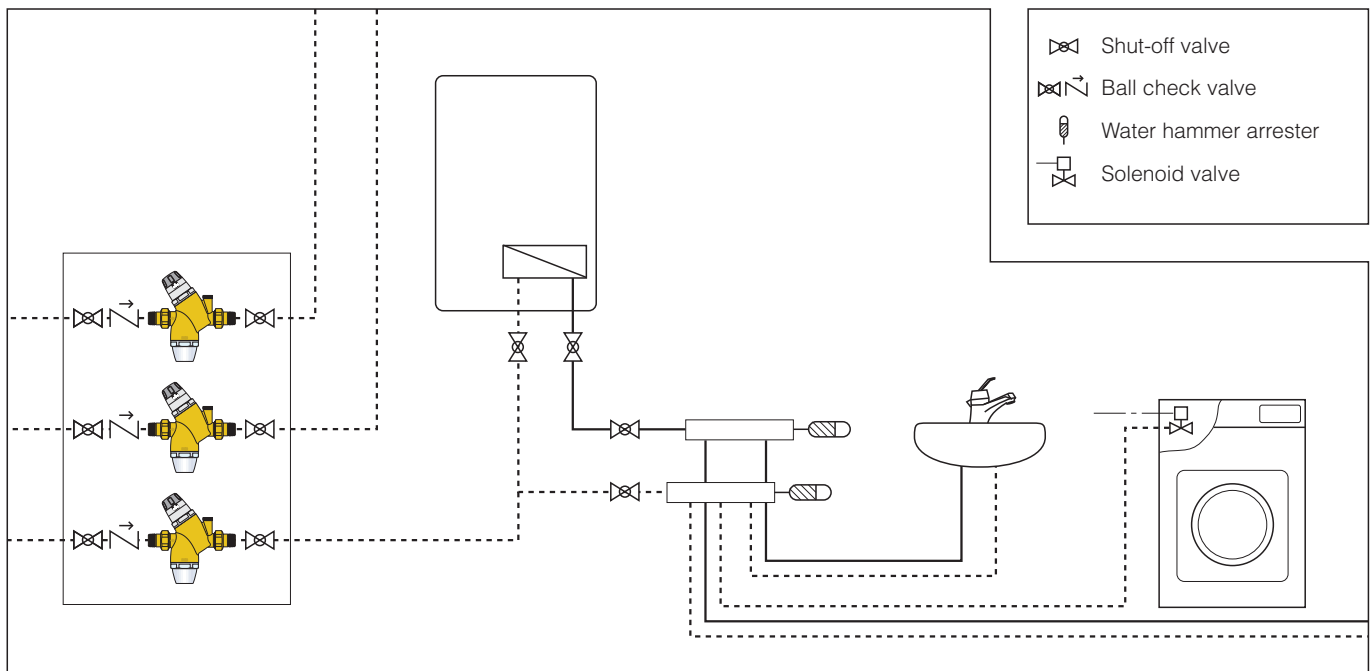 Shut-off valve
Ball check valve
Water hammer arrester
Solenoid valve